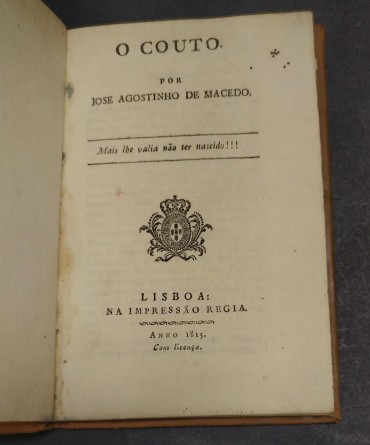 O COUTO.
POR
JOSE AGOSTINHO DE MACEDO.
Mais lhe valia não ter nascido!!!
LISBOA:
NA IMPRESSÃO REGIA.
ANNO 1815.
Com licença.